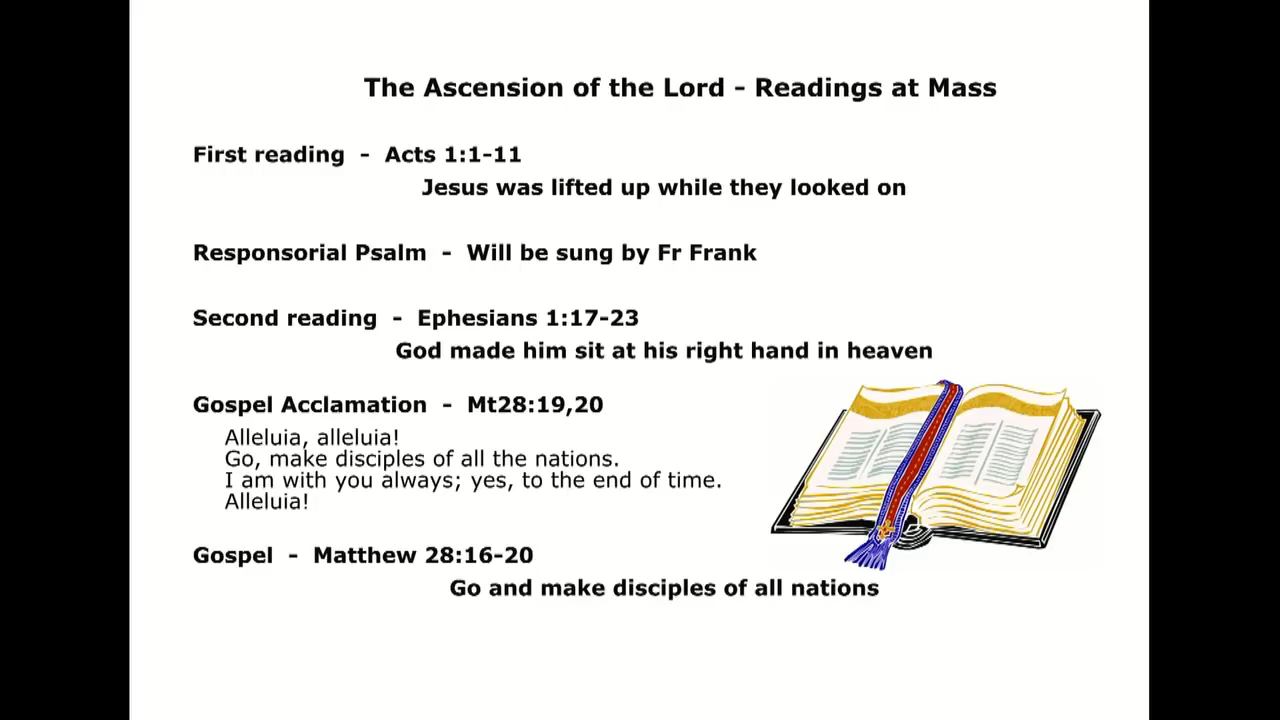 The Ascension of the Lord - Readings at Mass
First reading - Acts 1:1-11
Jesus was lifted up while they looked on
Responsorial Psalm - Will be sung by Fr Frank
Second reading - Ephesians 1:17-23
God made him sit at his right hand in heaven
Gospel Acclamation - Mt28:19,20
Alleluia, alleluia!
Go, make disciples of all the nations.
I am with you always; yes, to the end of time.
Alleluia!
Gospel - Matthew 28:16-20
Go and make disciples of all nations